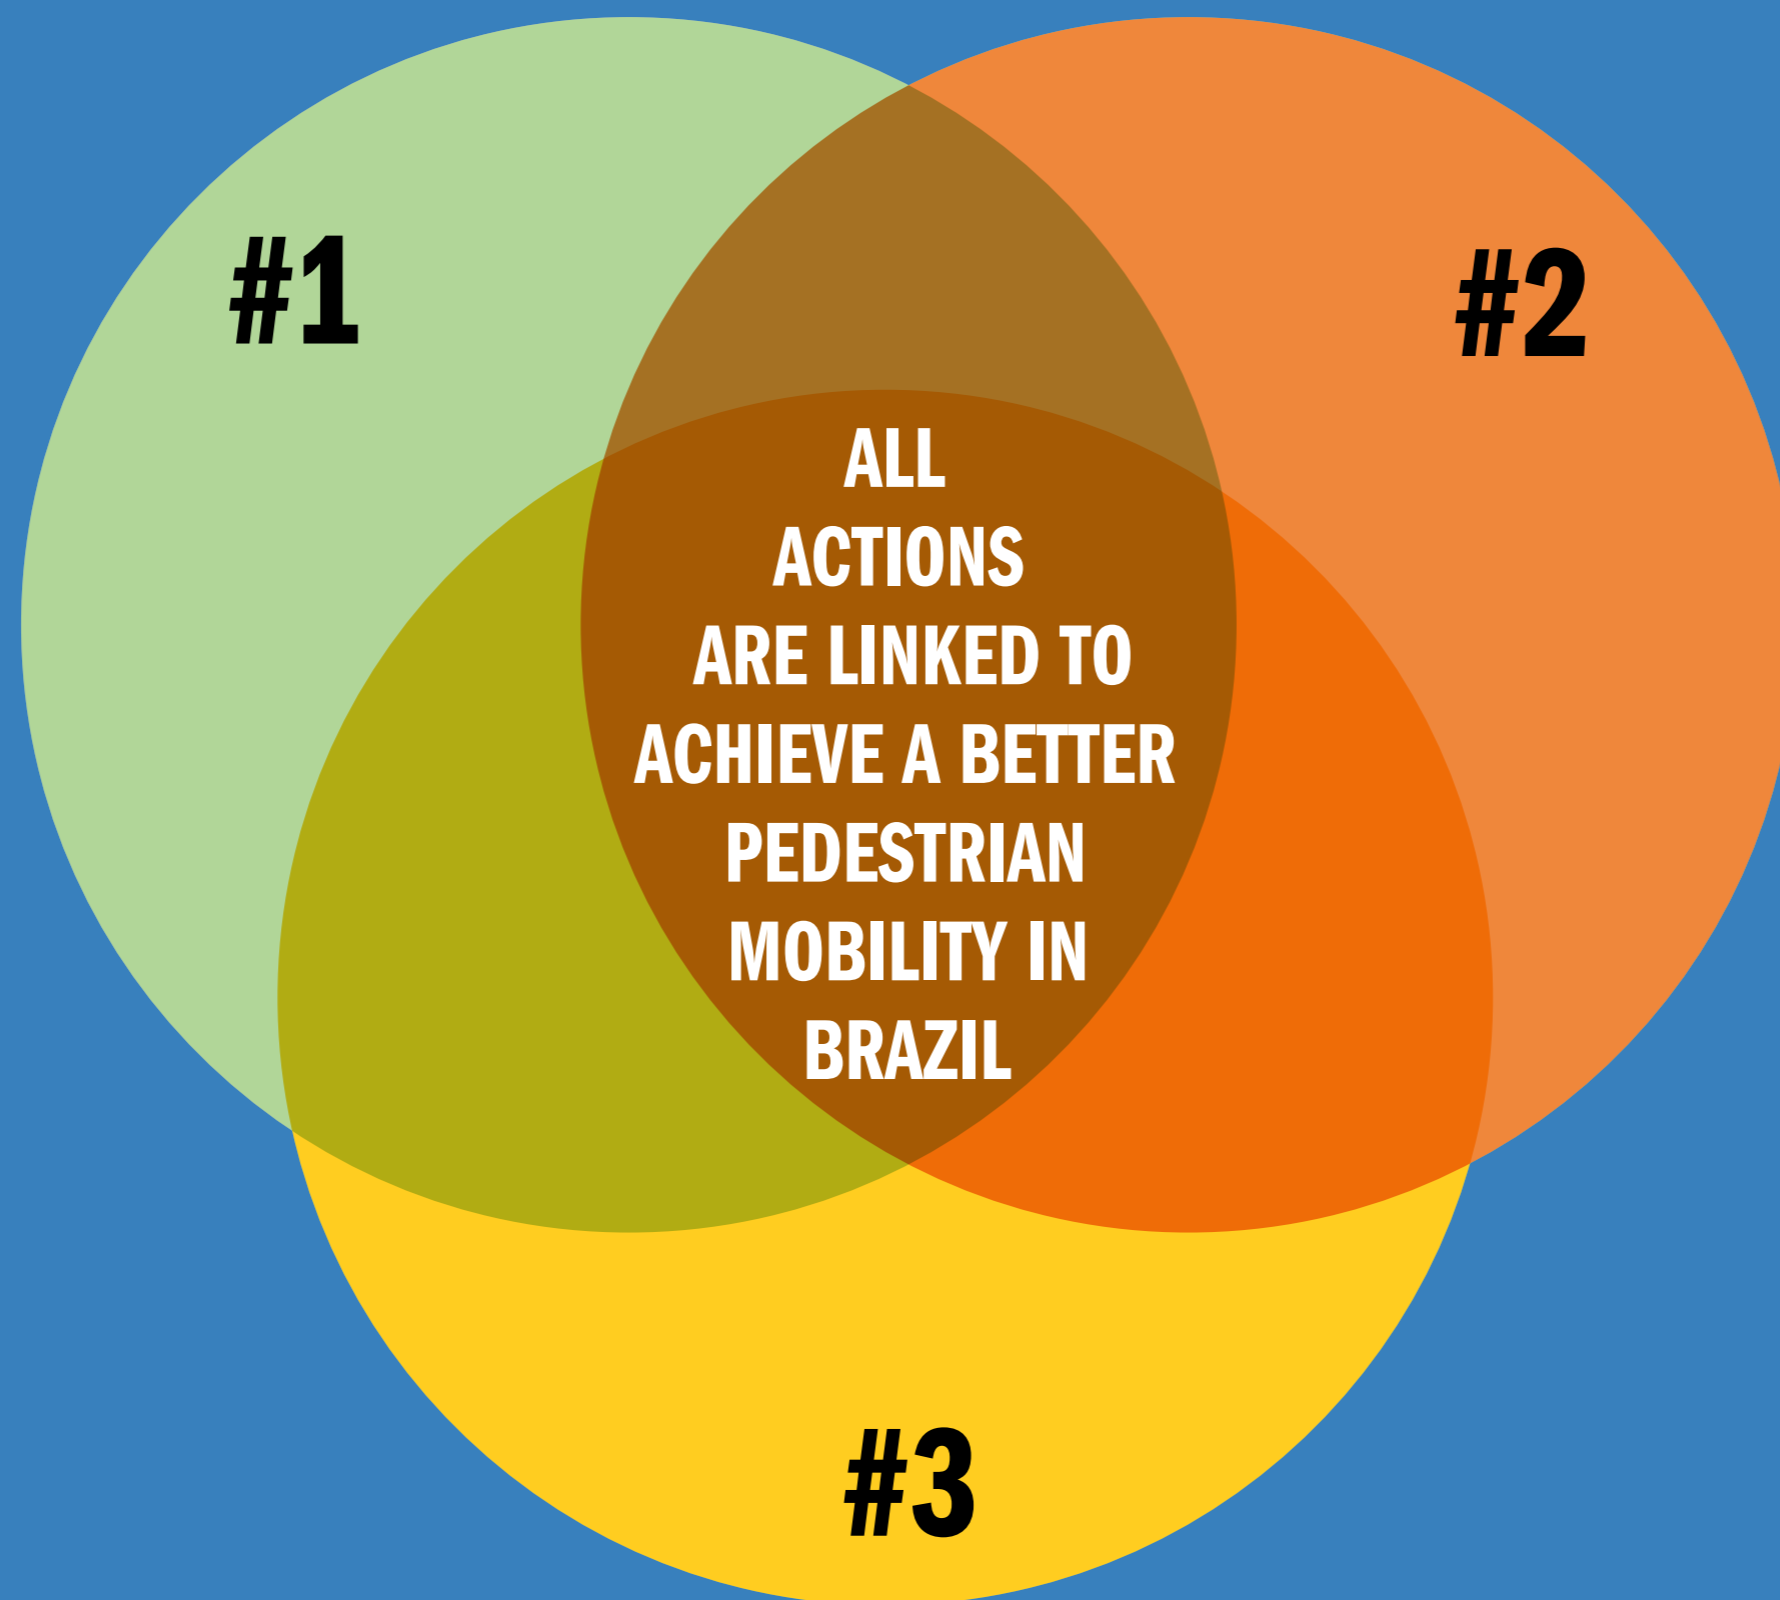 #1
#2
ALL
ACTIONS
ARE LINKED TO
ACHIEVE A BETTER
PEDESTRIAN
MOBILITY IN
BRAZIL
#3